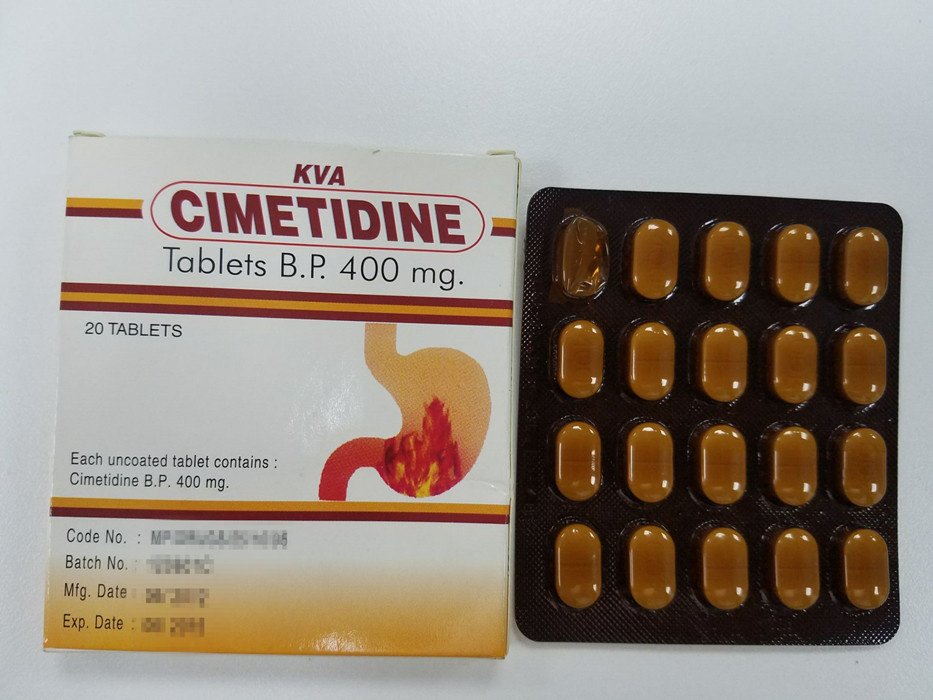 KVA
CIMETIDINE
Tablets B.P. 400 mg.
20 TABLETS
Each uncoated tablet contains :
Cimetidine B.P. 400 mg.
Code No. :
Batch No. :
Mfg. Date :
Exp. Date :